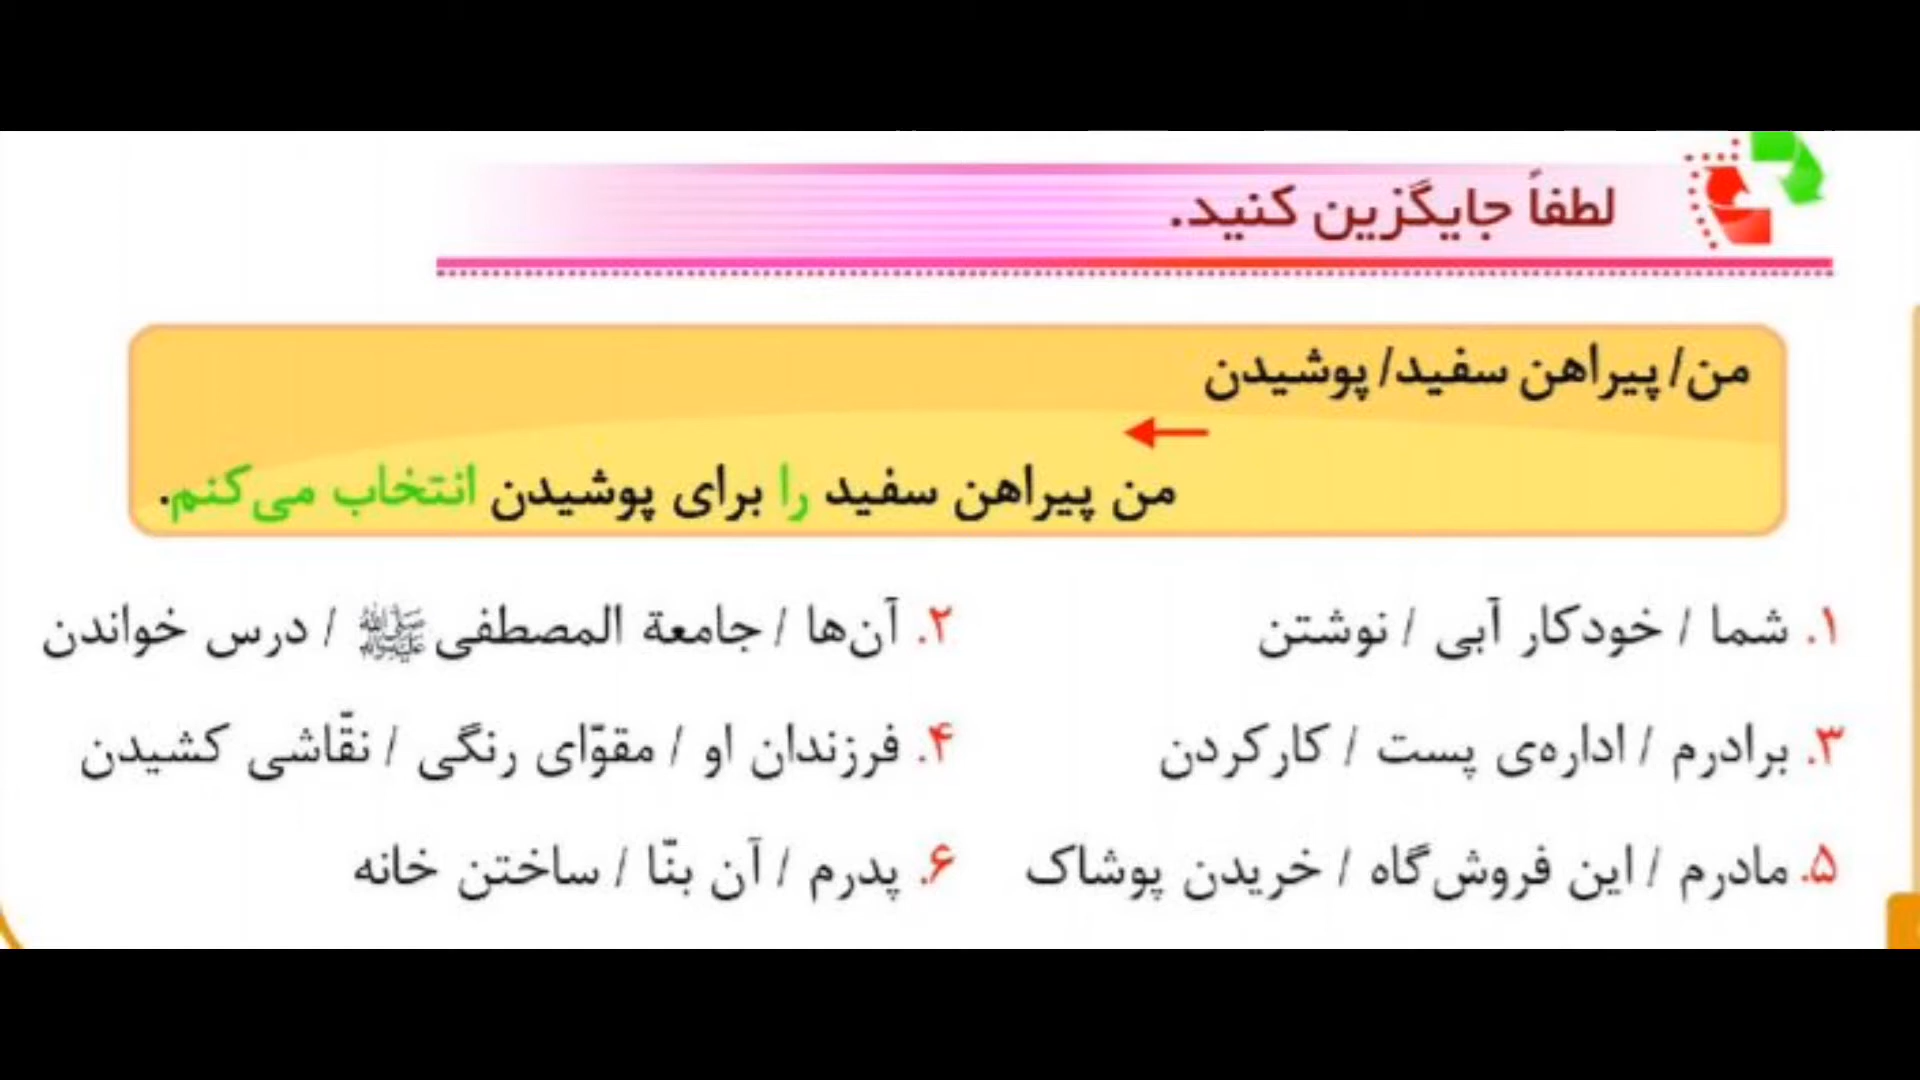 لطفاً جایگزین کنید.
من/ پیراهن سفید/ پوشیدن
من پیراهن سفید را برای پوشیدن انتخاب می‌کنم.
۱. شما / خودکار آبی / نوشتن
۲. آن‌ها / جامعة المصطفی ﷺ / درس خواندن
۳. برادرم / اداره‌ی پست / کارکردن
۴. فرزندان او / مقوّای رنگی / نقّاشی کشیدن
۵. مادرم / این فروش‌گاه / خریدن پوشاک
۶. پدرم / آن بنّا / ساختن خانه